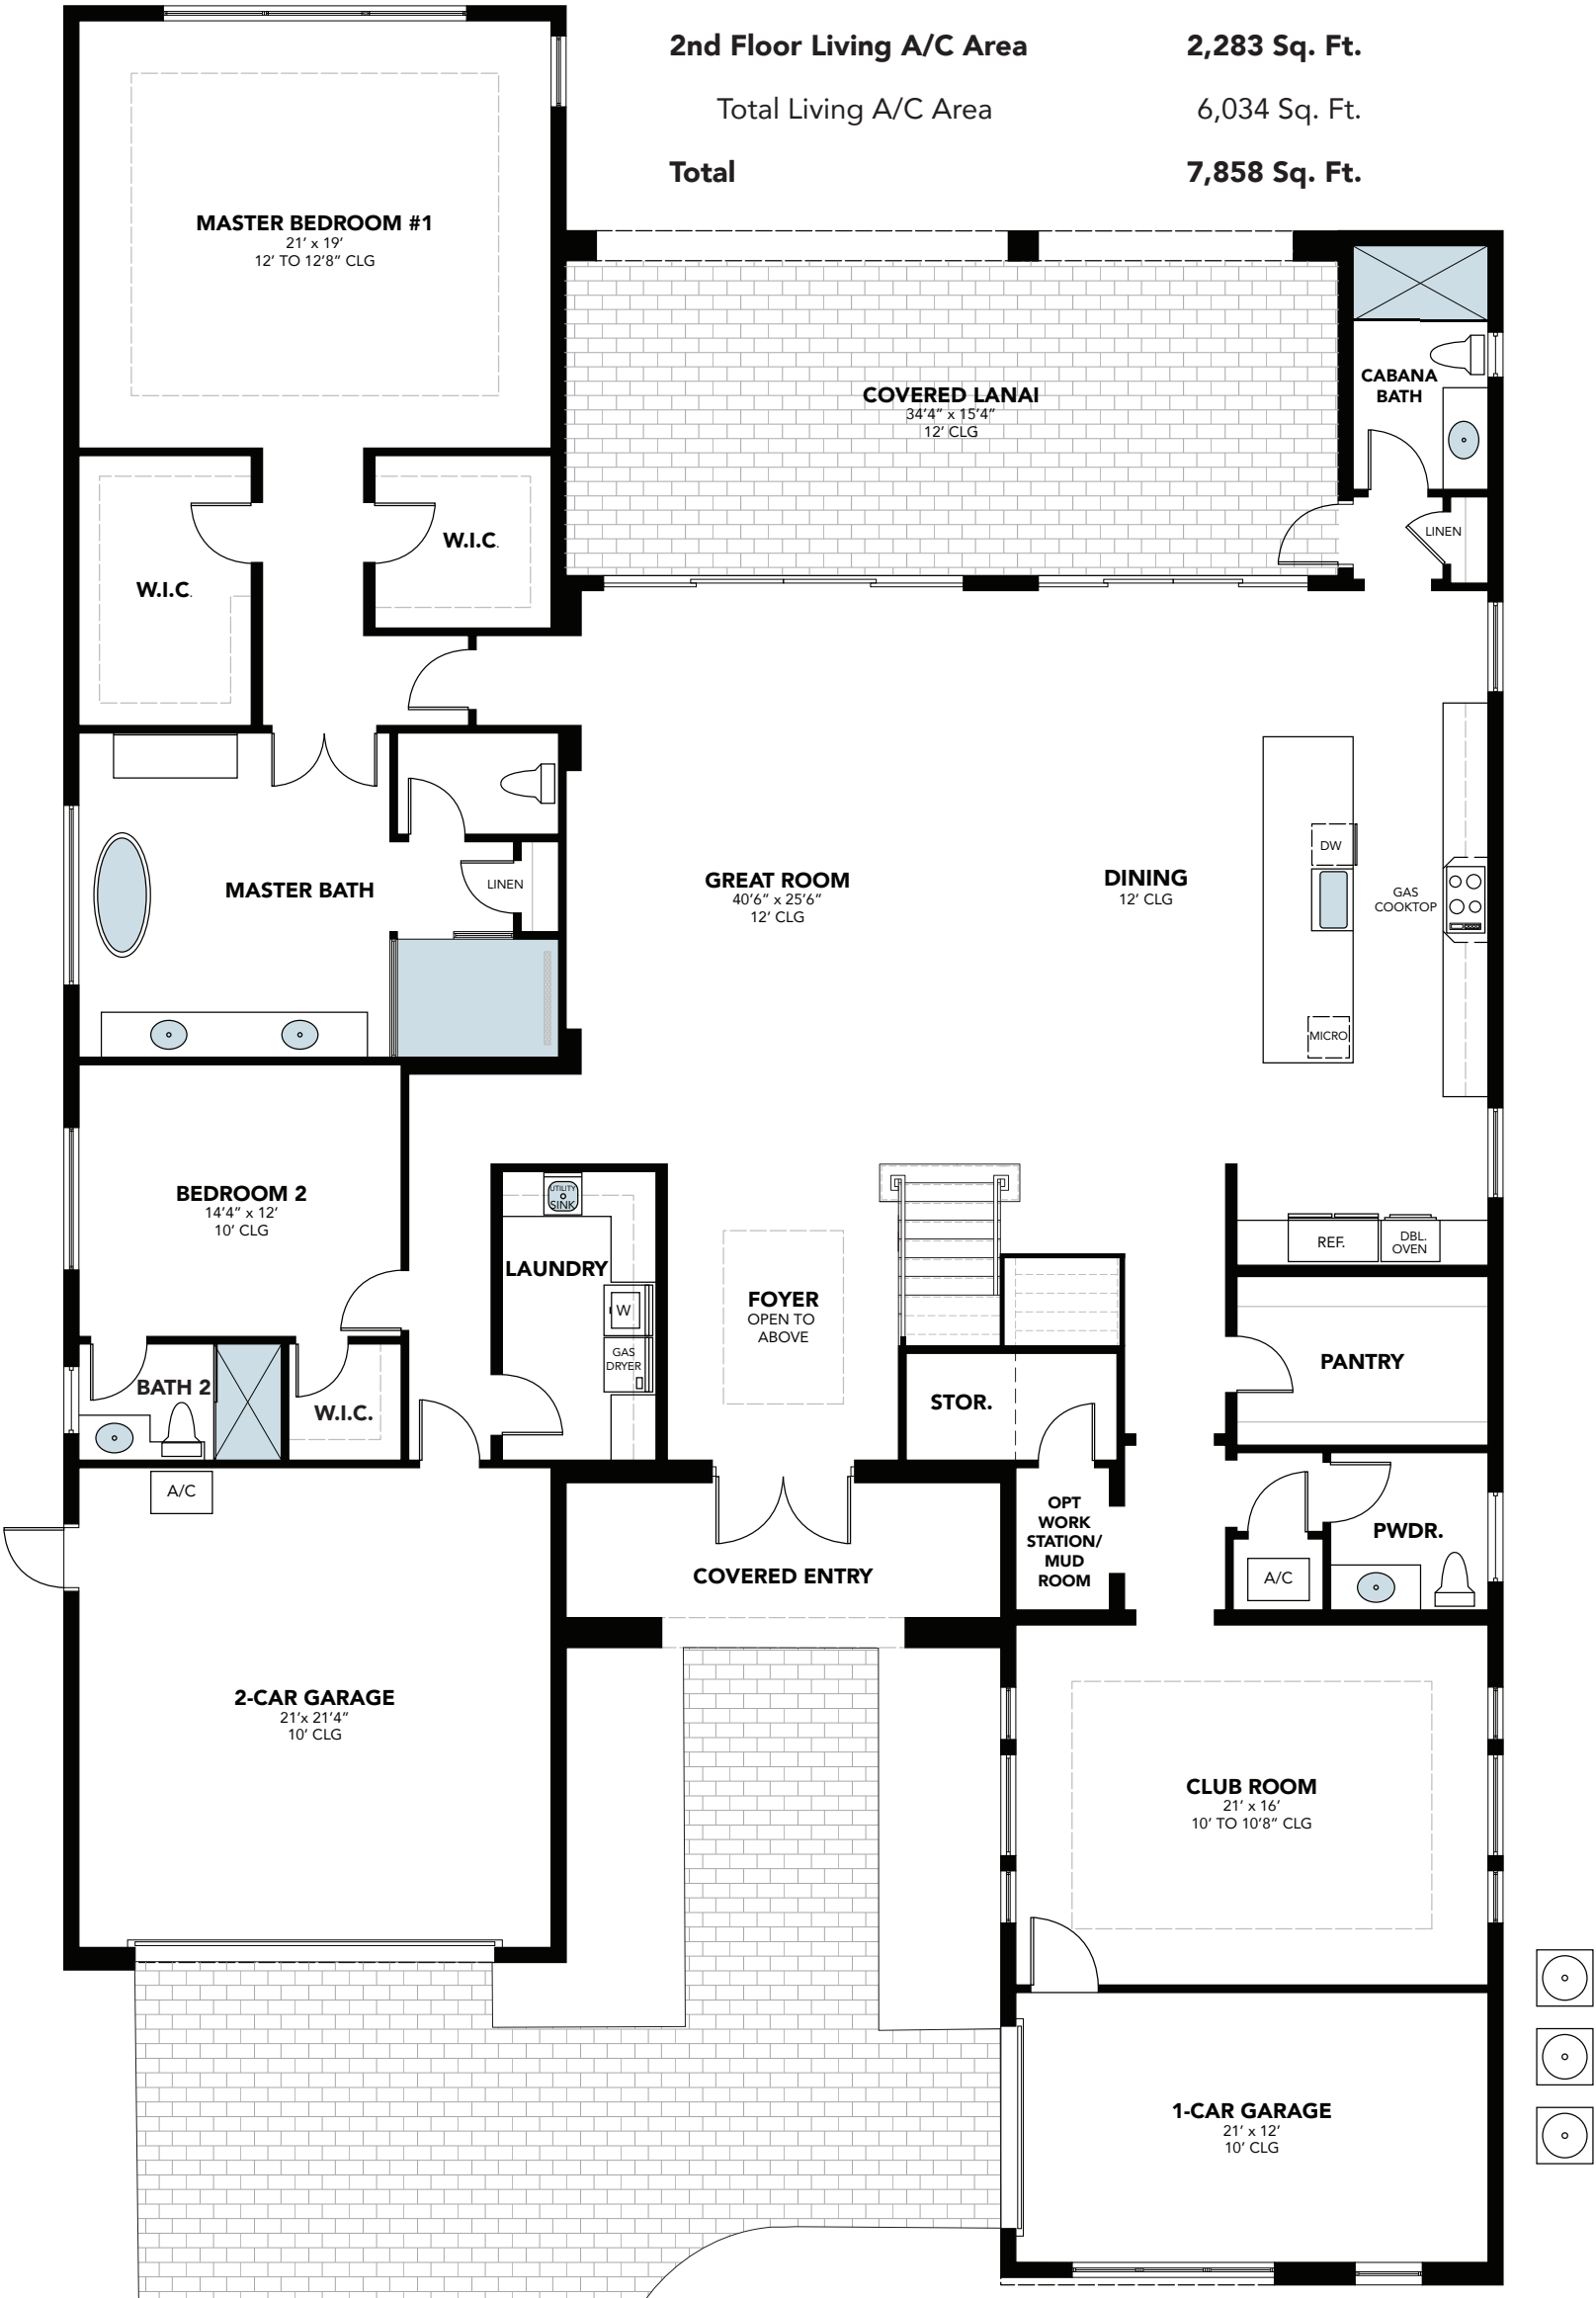 2nd Floor Living A/C Area 2,283 Sq. Ft.
Total Living A/C Area 6,034 Sq. Ft.
Total 7,858 Sq. Ft.
MASTER BEDROOM #1
21' x 19'
12' TO 12'8" CLG
COVERED LANAI
34'4" x 15'4"
12' CLG
CABANA
BATH
LINEN
W.I.C.
W.I.C.
MASTER BATH
LINEN
GREAT ROOM
40'6" x 25'6"
12' CLG
DINING
12' CLG
DW
GAS
COOKTOP
MICRO
BEDROOM 2
14'4" x 12'
10' CLG
UTILITY
SINK
LAUNDRY
W
GAS
DRYER
FOYER
OPEN TO
ABOVE
REF.
DBL.
OVEN
PANTRY
BATH 2
W.I.C.
STOR.
A/C
OPT
WORK
STATION/
MUD
ROOM
PWDR.
A/C
COVERED ENTRY
2-CAR GARAGE
21'x 21'4"
10' CLG
CLUB ROOM
21' x 16'
10' TO 10'8" CLG
1-CAR GARAGE
21' x 12'
10' CLG